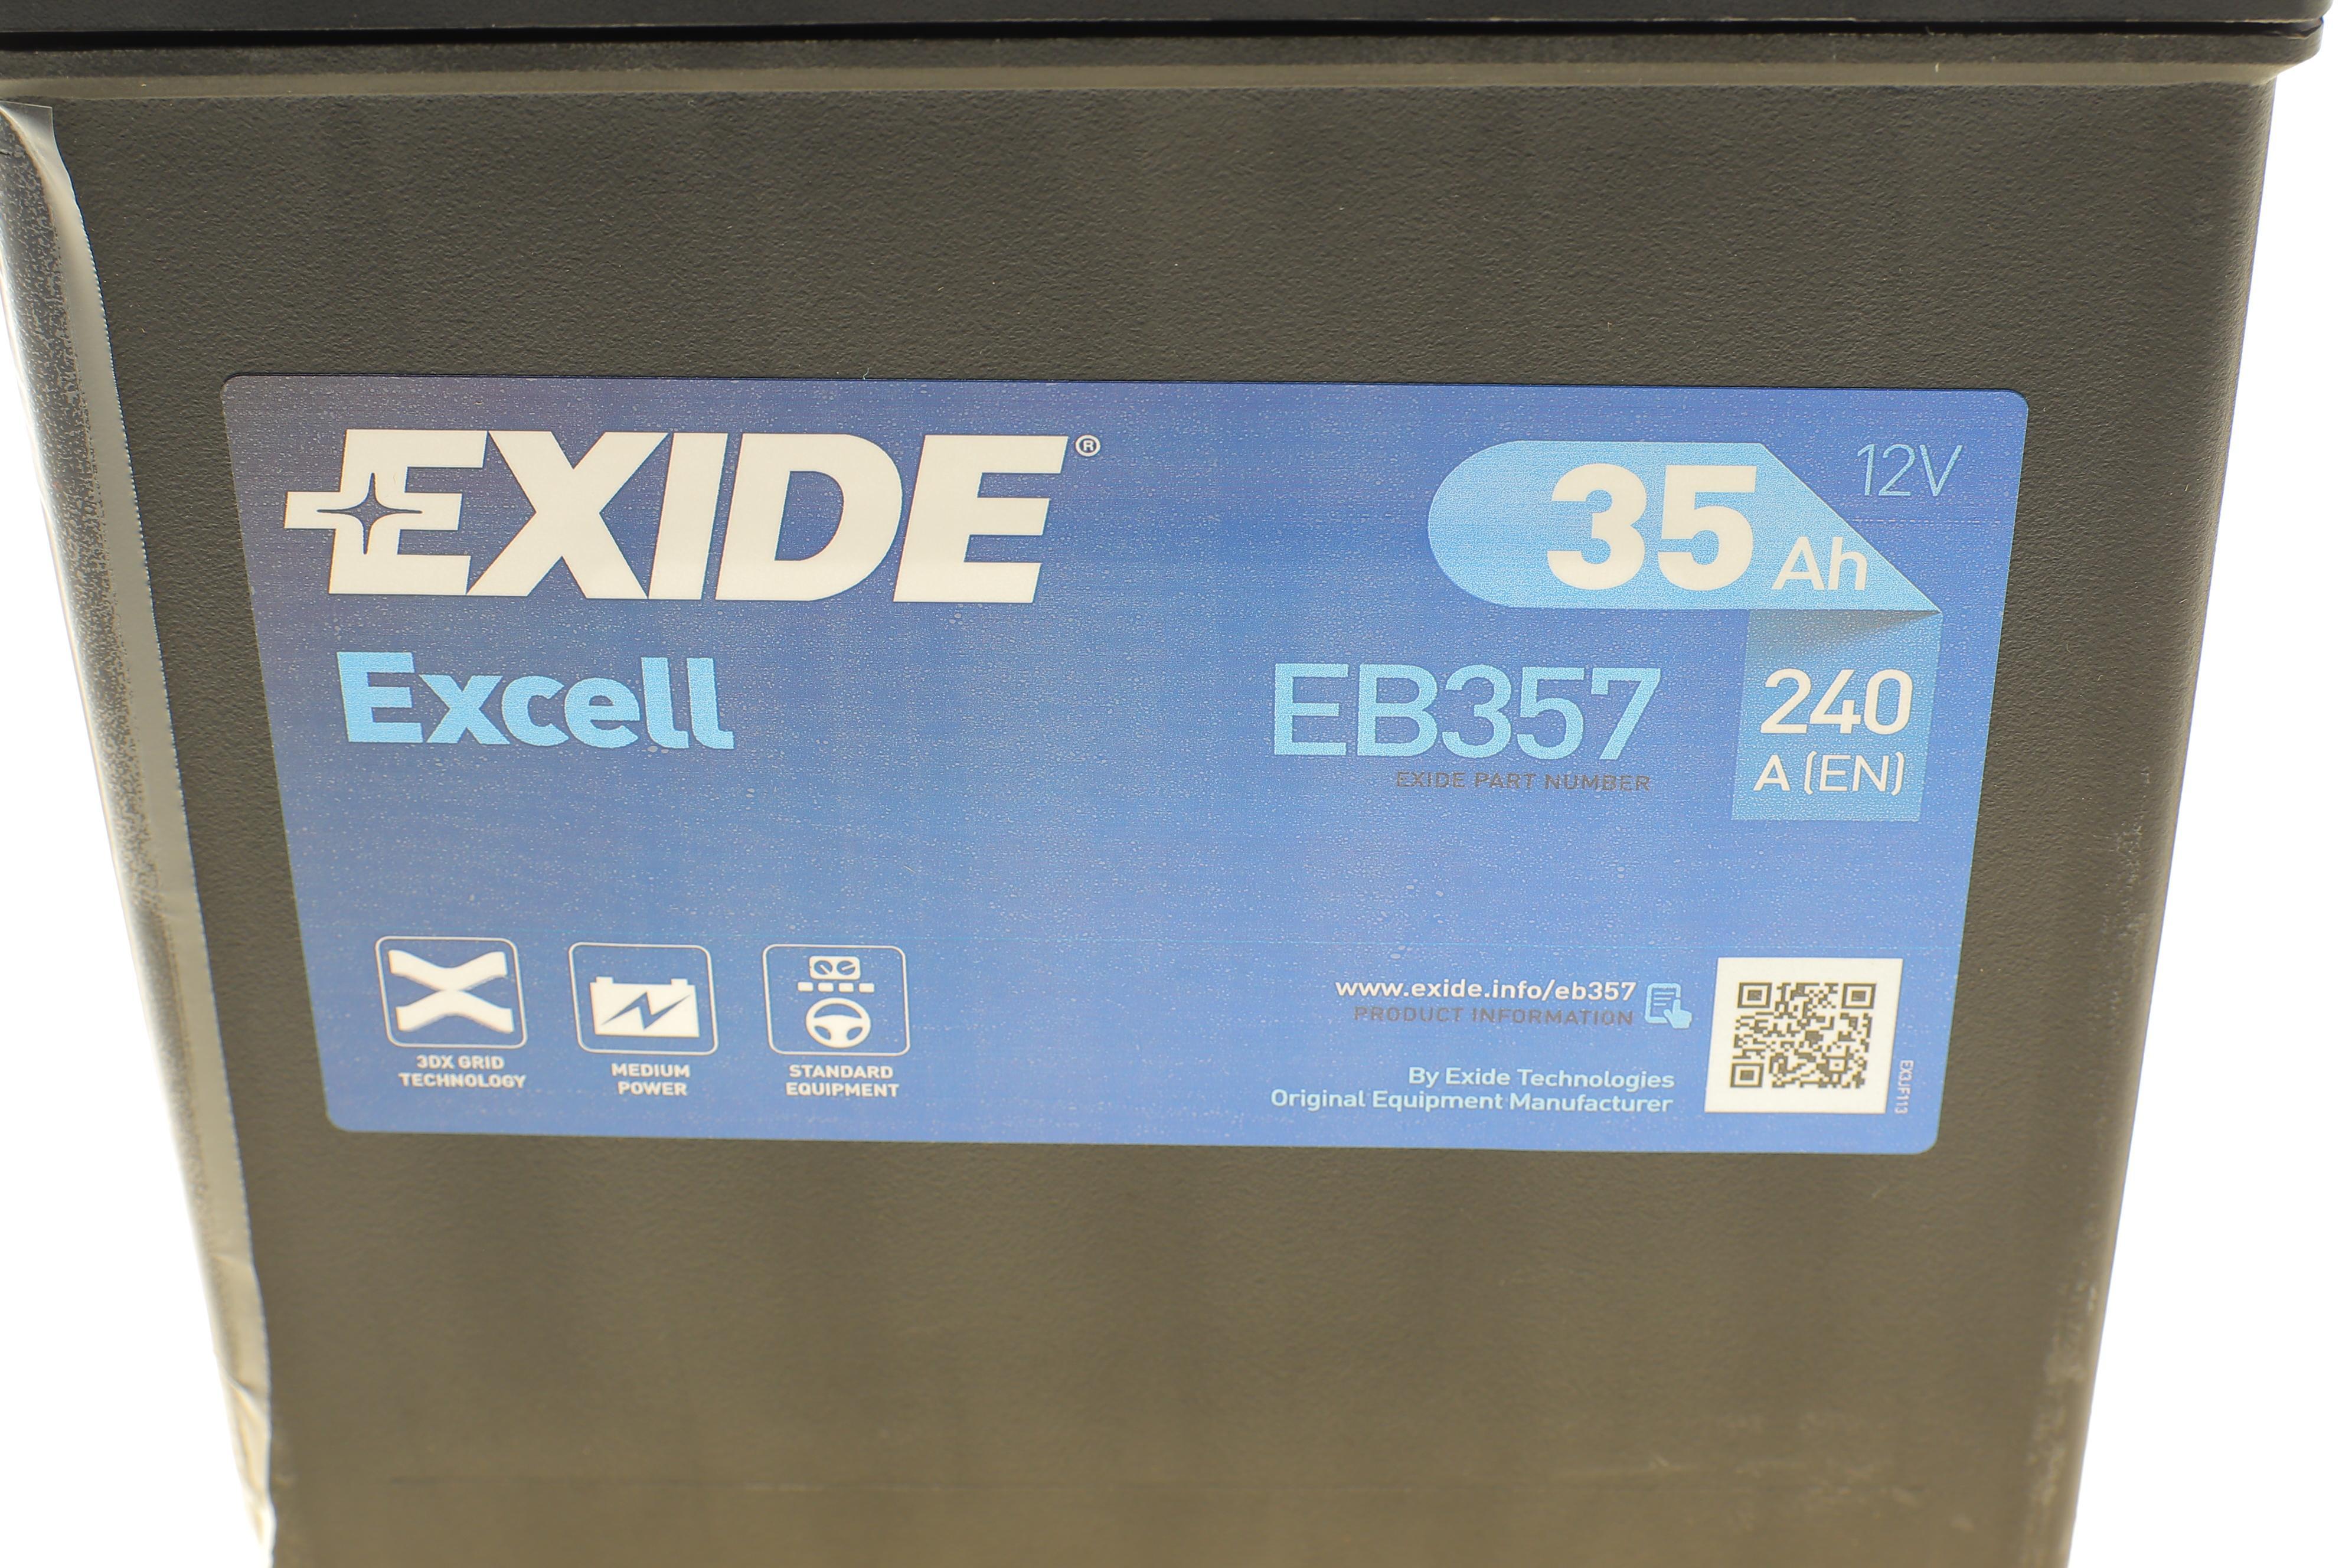 EXIDE®
35 Ah
12V
Excell
EB357
EXIDE PART NUMBER
240
A (EN)
3DX GRID
TECHNOLOGY
MEDIUM
POWER
STANDARD
EQUIPMENT
www.exide.info/eb357
PRODUCT INFORMATION
By Exide Technologies
Original Equipment Manufacturer
EX3JF113